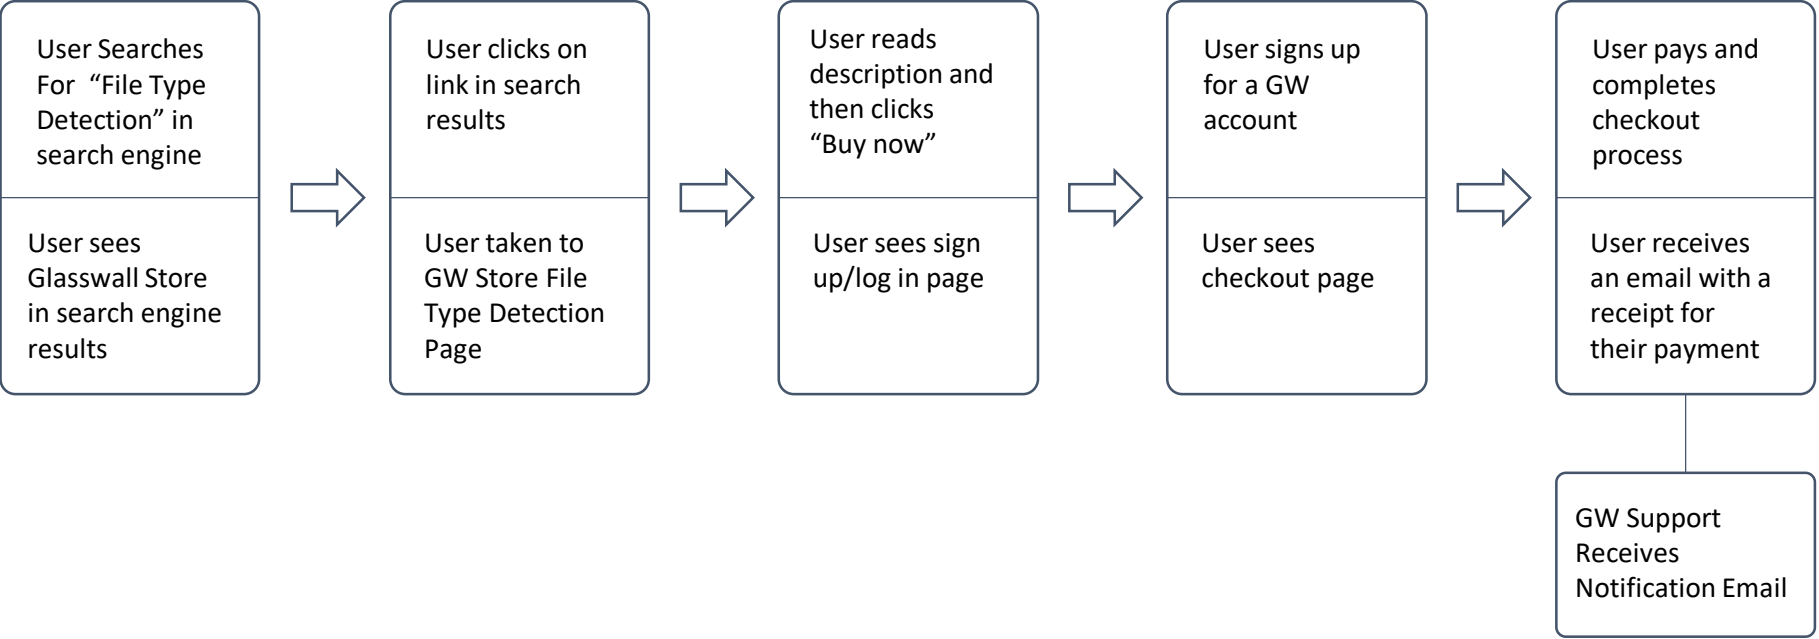 User Searches
For “File Type
Detection” in
search engine
User sees
Glasswall Store
in search engine
results
User clicks on
link in search
results
User taken to
GW Store File
Type Detection
Page
User reads
description and
then clicks
“Buy now”
User sees sign
up/log in page
User signs up
for a GW
account
User sees
checkout page
User pays and
completes
checkout
process
User receives
an email with a
receipt for
their payment
GW Support
Receives
Notification Email